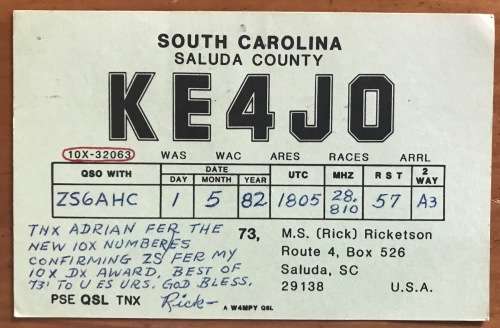 SOUTH CAROLINA
SALUDA COUNTY
KE4JO
10X-32063 WAS WAC ARES RACES ARRL
QSO WITH DATE UTC MHZ R S T 2 WAY
DAY MONTH YEAR
ZS6AHC 1 5 82 1805 28.810 57 A3
TNX ADRIAN FER THE
NEW 10X NUMBER ES
CONFIRMING ZS FER MY
10X DX AWARD. BEST OF
73' TO U ES URS. GOD BLESS.
Rick-
PSE QSL TNX
73, M.S. (Rick) Ricketson
Route 4, Box 526
Saluda, SC
29138 U.S.A.
A W4MPY QSL